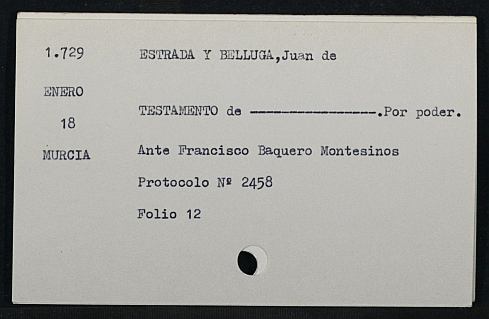 1.729 ESTRADA Y BELLUGA,Juan de
ENERO
TESTAMENTO de ----------------.Por poder.
18
MURCIA Ante Francisco Baquero Montesinos
Protocolo Nº 2458
Folio 12